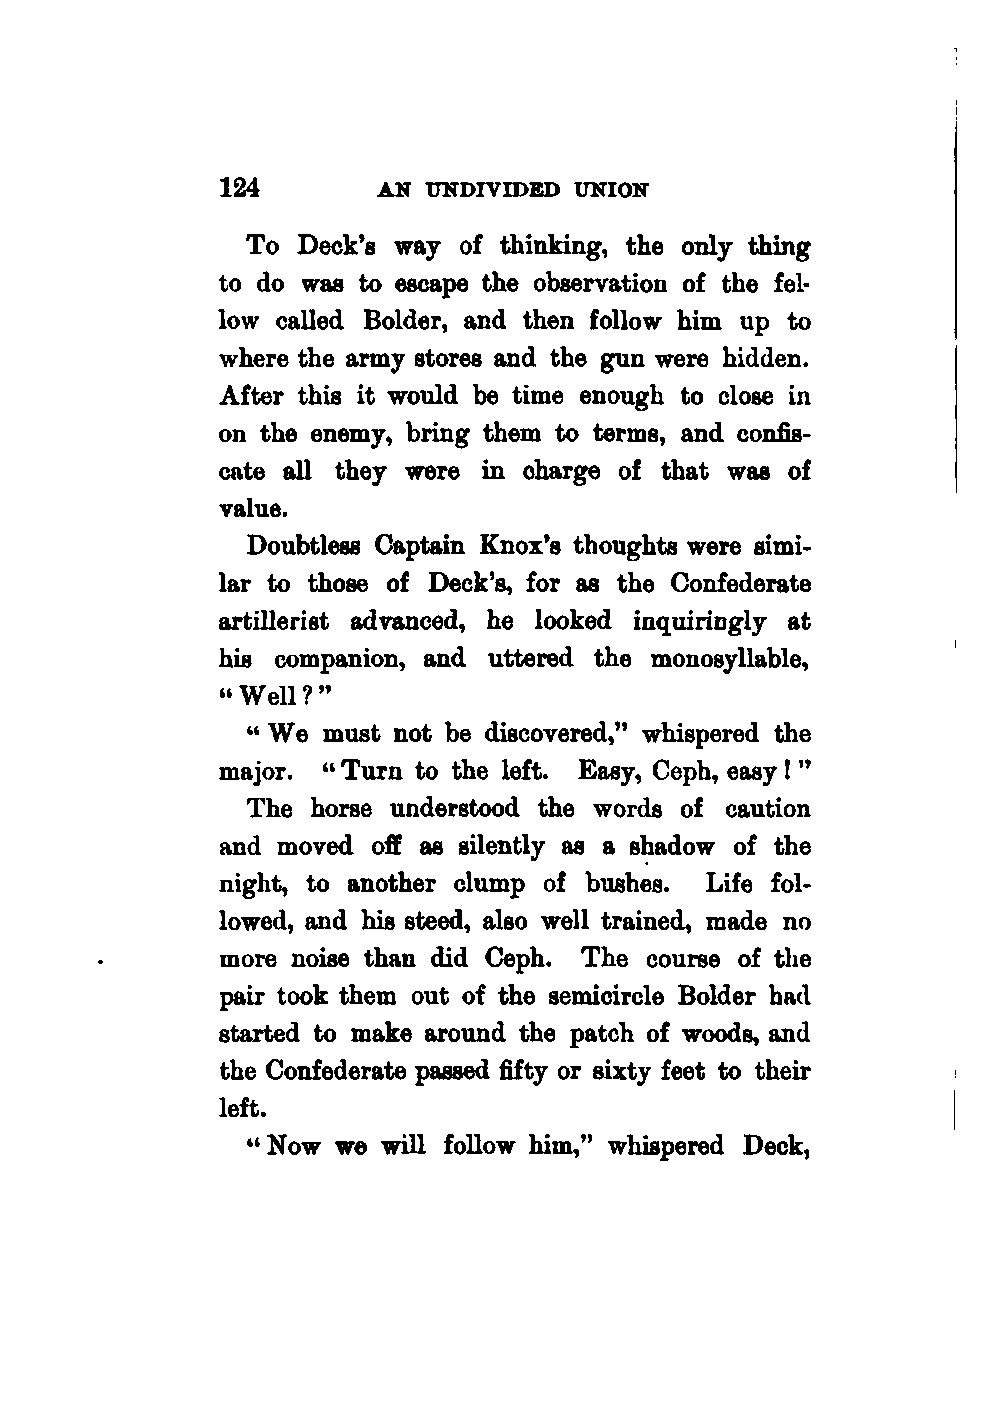 124 AN UNDIVIDED UNION
To Deck's way of thinking, the only thing
to do was to escape the observation of the fel-
low called Bolder, and then follow him up to
where the army stores and the gun were hidden.
After this it would be time enough to close in
on the enemy, bring them to terms, and confis-
cate all they were in charge of that was of
value.
Doubtless Captain Knox's thoughts were simi-
lar to those of Deck's, for as the Confederate
artillerist advanced, he looked inquiringly at
his companion, and uttered the monosyllable,
"Well?"
"We must not be discovered," whispered the
major. "Turn to the left. Easy, Ceph, easy!"
The horse understood the words of caution
and moved off as silently as a shadow of the
night, to another clump of bushes. Life fol-
lowed, and his steed, also well trained, made no
more noise than did Ceph. The course of the
pair took them out of the semicircle Bolder had
started to make around the patch of woods, and
the Confederate passed fifty or sixty feet to their
left.
"Now we will follow him," whispered Deck,